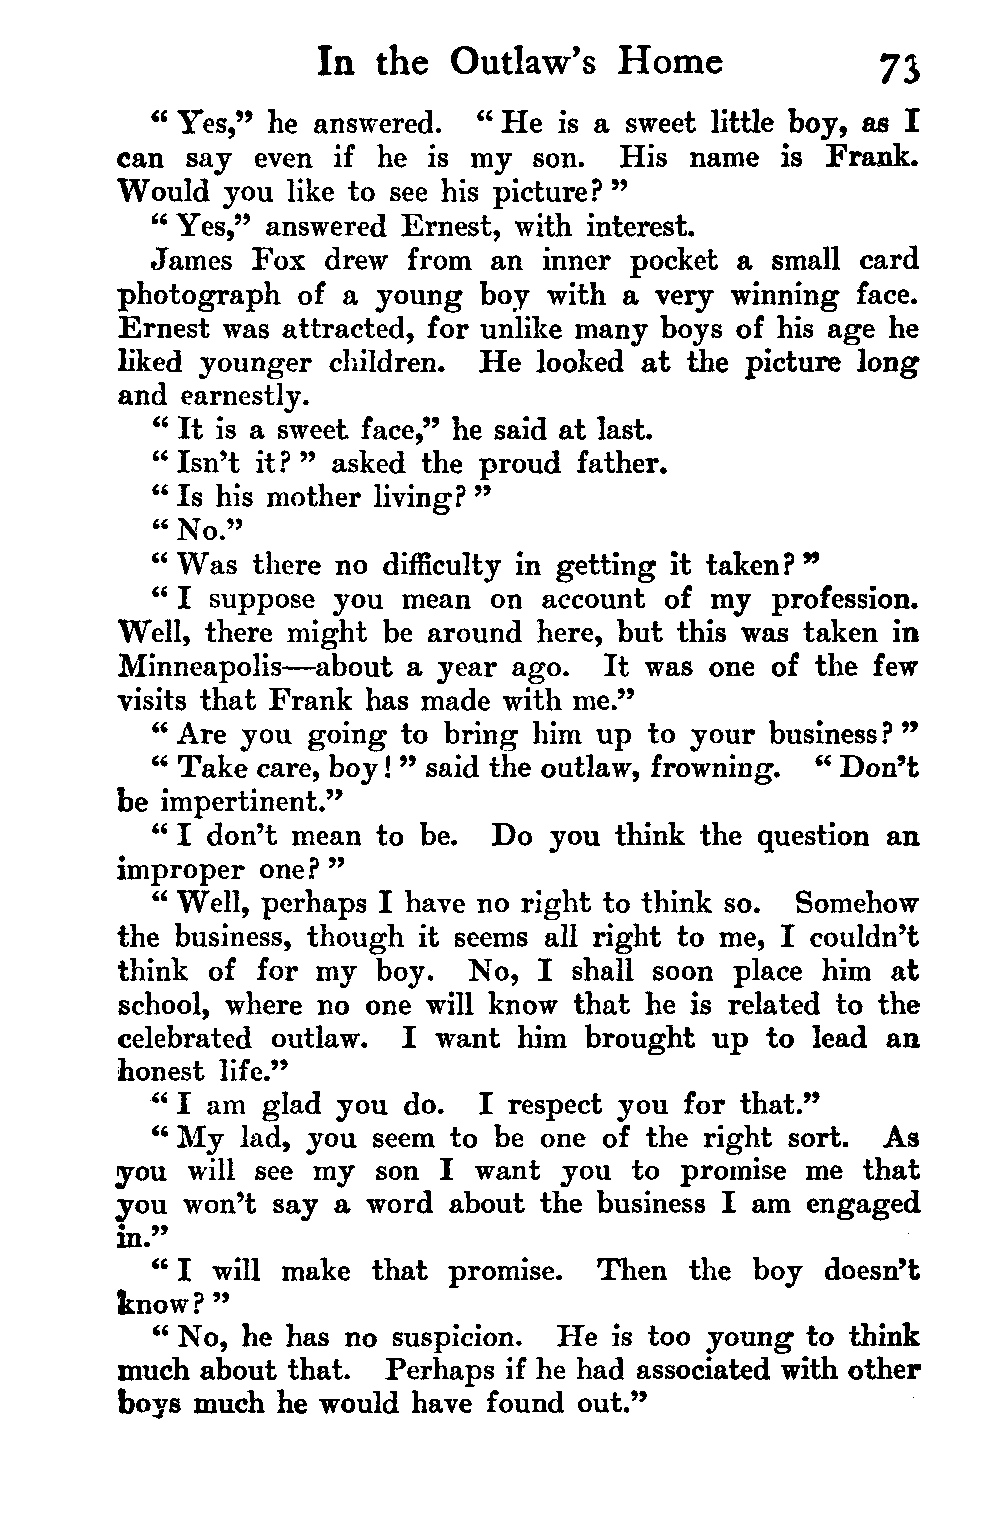 In the Outlaw's Home 73
"Yes," he answered. "He is a sweet little boy, as I
can say even if he is my son. His name is Frank.
Would you like to see his picture?"
"Yes," answered Ernest, with interest.
James Fox drew from an inner pocket a small card
photograph of a young boy with a very winning face.
Ernest was attracted, for unlike many boys of his age he
liked younger children. He looked at the picture long
and earnestly.
"It is a sweet face," he said at last.
"Isn't it?" asked the proud father.
"Is his mother living?"
"No."
"Was there no difficulty in getting it taken?"
"I suppose you mean on account of my profession.
Well, there might be around here, but this was taken in
Minneapolis—about a year ago. It was one of the few
visits that Frank has made with me."
"Are you going to bring him up to your business?"
"Take care, boy!" said the outlaw, frowning. "Don't
be impertinent."
"I don't mean to be. Do you think the question an
improper one?"
"Well, perhaps I have no right to think so. Somehow
the business, though it seems all right to me, I couldn't
think of for my boy. No, I shall soon place him at
school, where no one will know that he is related to the
celebrated outlaw. I want him brought up to lead an
honest life."
"I am glad you do. I respect you for that."
"My lad, you seem to be one of the right sort. As
you will see my son I want you to promise me that
you won't say a word about the business I am engaged
in."
"I will make that promise. Then the boy doesn't
know?"
"No, he has no suspicion. He is too young to think
much about that. Perhaps if he had associated with other
boys much he would have found out."